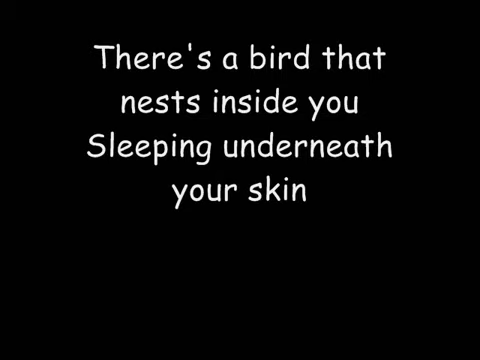 There's a bird that
nests inside you
Sleeping underneath
your skin